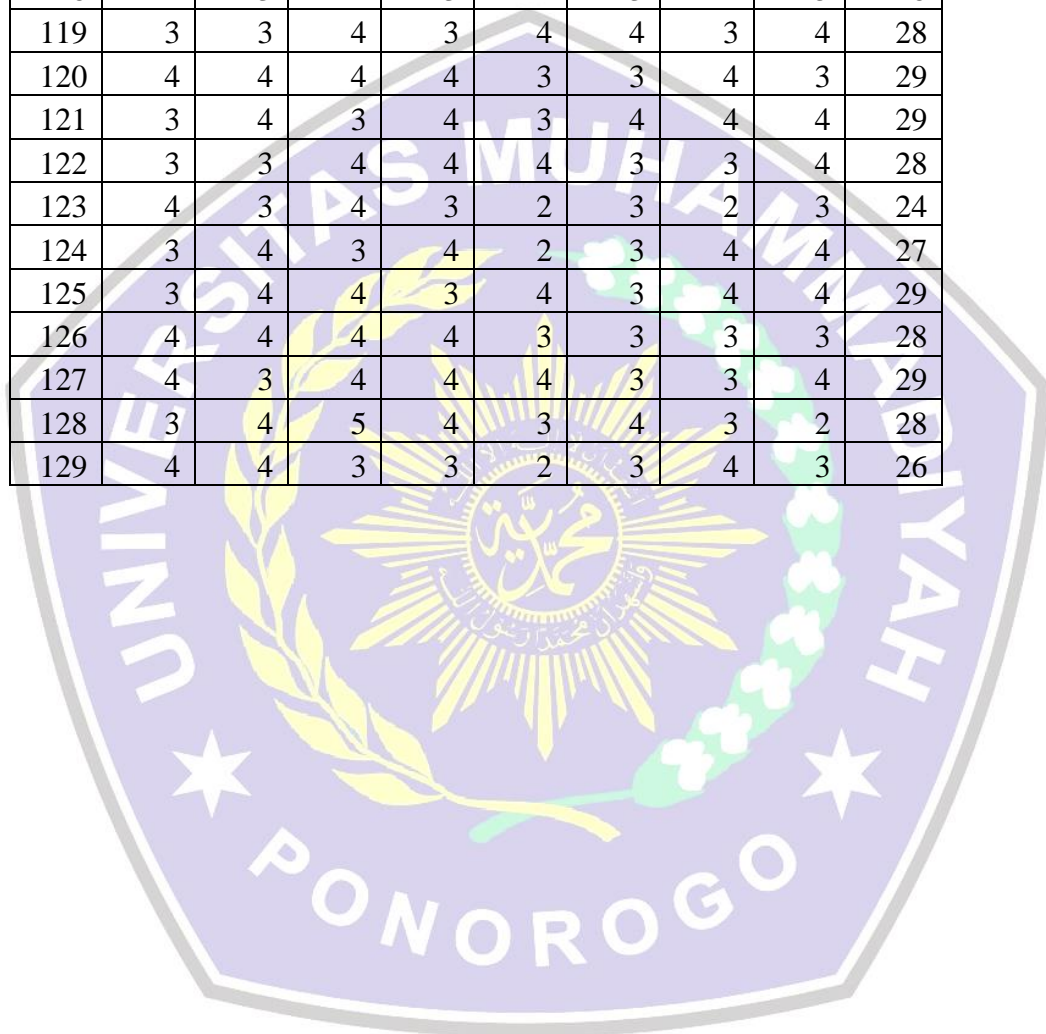 119 3 3 4 3 4 4 3 4 28
120 4 4 4 4 3 3 4 3 29
121 3 4 3 4 3 4 4 4 29
122 3 3 4 4 4 3 3 4 28
123 4 3 4 3 2 3 2 3 24
124 3 4 3 4 2 3 4 4 27
125 3 4 4 3 4 3 4 4 29
126 4 4 4 4 3 3 3 3 28
127 4 3 4 4 4 3 3 4 29
128 3 4 5 4 3 4 3 2 28
129 4 4 3 3 2 3 4 3 26
UNIVERSITAS MUHAMMADIYAH
محمدية
PONOROGO